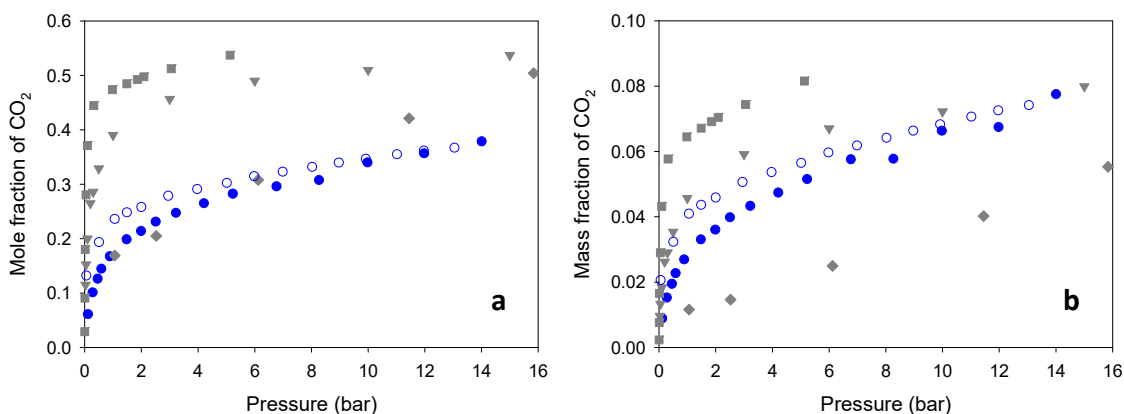 Mole fraction of CO₂
0.6
0.5
0.4
0.3
0.2
0.1
0.0
0 2 4 6 8 10 12 14 16
Pressure (bar)
a
Mass fraction of CO₂
0.10
0.08
0.06
0.04
0.02
0.00
0 2 4 6 8 10 12 14 16
Pressure (bar)
b